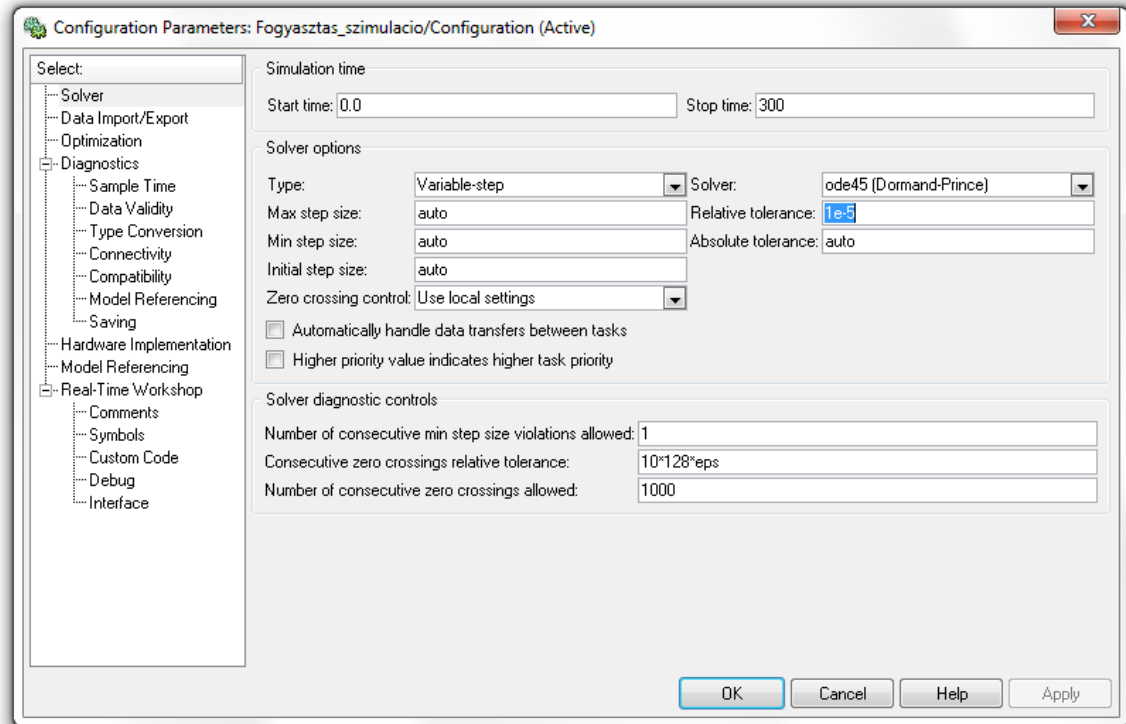 Configuration Parameters: Fogyasztas_szimulacio/Configuration (Active)
Select:
Solver
Data Import/Export
Optimization
Diagnostics
Sample Time
Data Validity
Type Conversion
Connectivity
Compatibility
Model Referencing
Saving
Hardware Implementation
Model Referencing
Real-Time Workshop
Comments
Symbols
Custom Code
Debug
Interface
Simulation time
Start time: 0.0 Stop time: 300
Solver options
Type: Variable-step Solver: ode45 (Dormand-Prince)
Max step size: auto Relative tolerance: 1e-5
Min step size: auto Absolute tolerance: auto
Initial step size: auto
Zero crossing control: Use local settings
Automatically handle data transfers between tasks
Higher priority value indicates higher task priority
Solver diagnostic controls
Number of consecutive min step size violations allowed: 1
Consecutive zero crossings relative tolerance: 10*128*eps
Number of consecutive zero crossings allowed: 1000
OK Cancel Help Apply